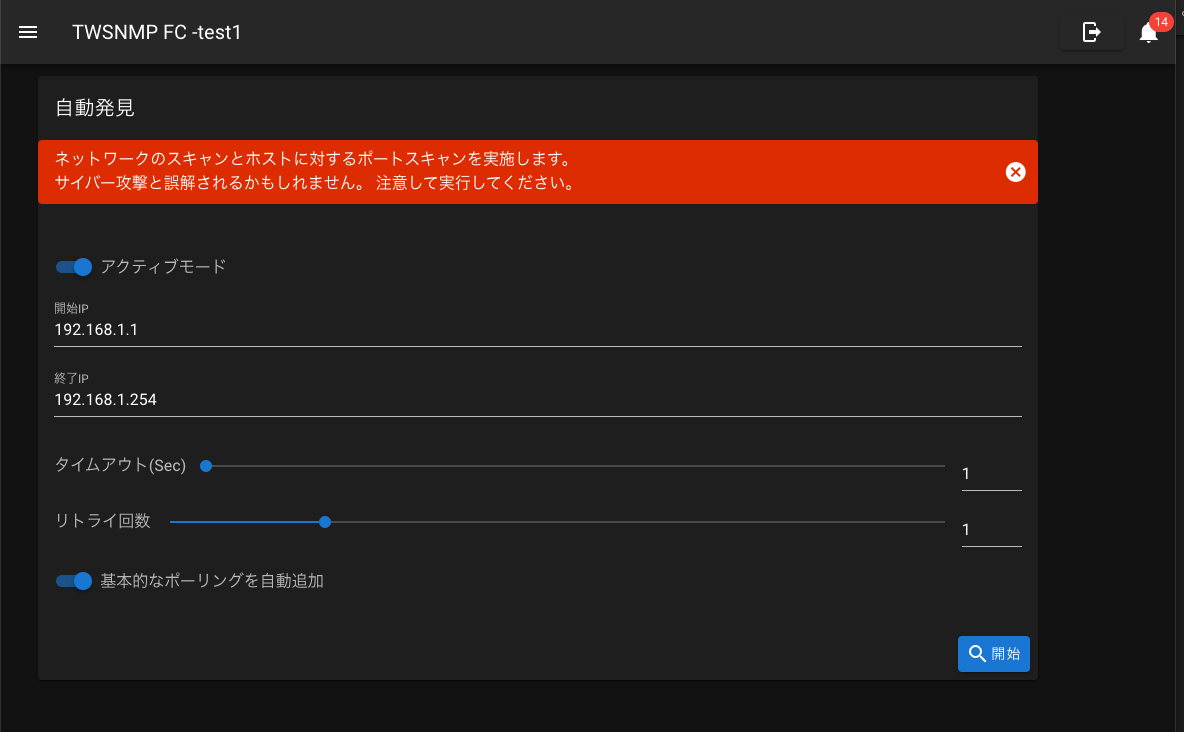 TWSNMP FC -test1
14
自動発見
ネットワークのスキャンとホストに対するポートスキャンを実施します。
サイバー攻撃と誤解されるかもしれません。 注意して実行してください。
アクティブモード
開始IP
192.168.1.1
終了IP
192.168.1.254
タイムアウト(Sec)
1
リトライ回数
1
基本的なポーリングを自動追加
開始